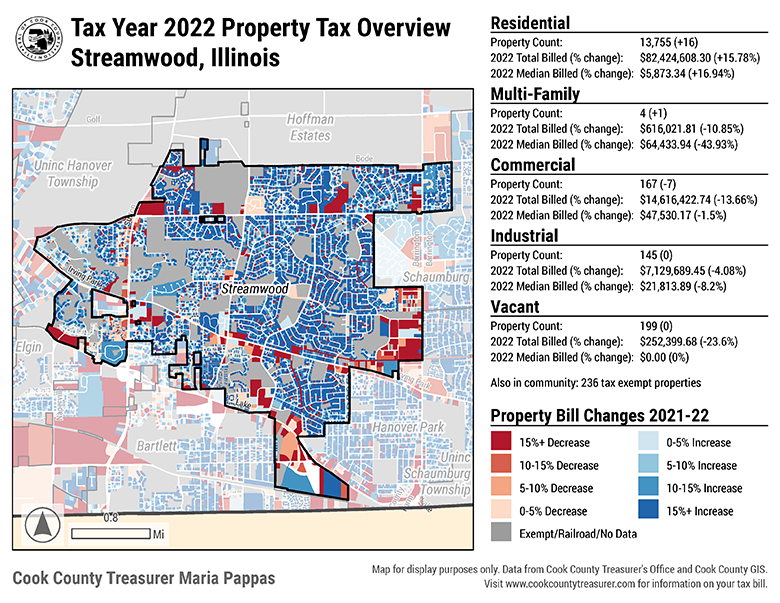 Tax Year 2022 Property Tax Overview
Streamwood, Illinois
Golf
Hoffman
Estates
Uninc Hanover
Township
Bode
Barrington
Barrington
Schaumburg
Irving Park
Streamwood
Elgin
Lake
Irving Park
Hanover Park
Bartlett
Uninc
Schaumburg
Township
0.8
Mi
Residential
Property Count: 13,755 (+16)
2022 Total Billed (% change): $82,424,608.30 (+15.78%)
2022 Median Billed (% change): $5,873.34 (+16.94%)
Multi-Family
Property Count: 4 (+1)
2022 Total Billed (% change): $616,021.81 (-10.85%)
2022 Median Billed (% change): $64,433.94 (-43.93%)
Commercial
Property Count: 167 (-7)
2022 Total Billed (% change): $14,616,422.74 (-13.66%)
2022 Median Billed (% change): $47,530.17 (-1.5%)
Industrial
Property Count: 145 (0)
2022 Total Billed (% change): $7,129,689.45 (-4.08%)
2022 Median Billed (% change): $21,813.89 (-8.2%)
Vacant
Property Count: 199 (0)
2022 Total Billed (% change): $252,399.68 (-23.6%)
2022 Median Billed (% change): $0.00 (0%)
Also in community: 236 tax exempt properties
Property Bill Changes 2021-22
15%+ Decrease
0-5% Increase
10-15% Decrease
5-10% Increase
5-10% Decrease
10-15% Increase
0-5% Decrease
15%+ Increase
Exempt/Railroad/No Data
Cook County Treasurer Maria Pappas
Map for display purposes only. Data from Cook County Treasurer's Office and Cook County GIS.
Visit www.cookcountytreasurer.com for information on your tax bill.